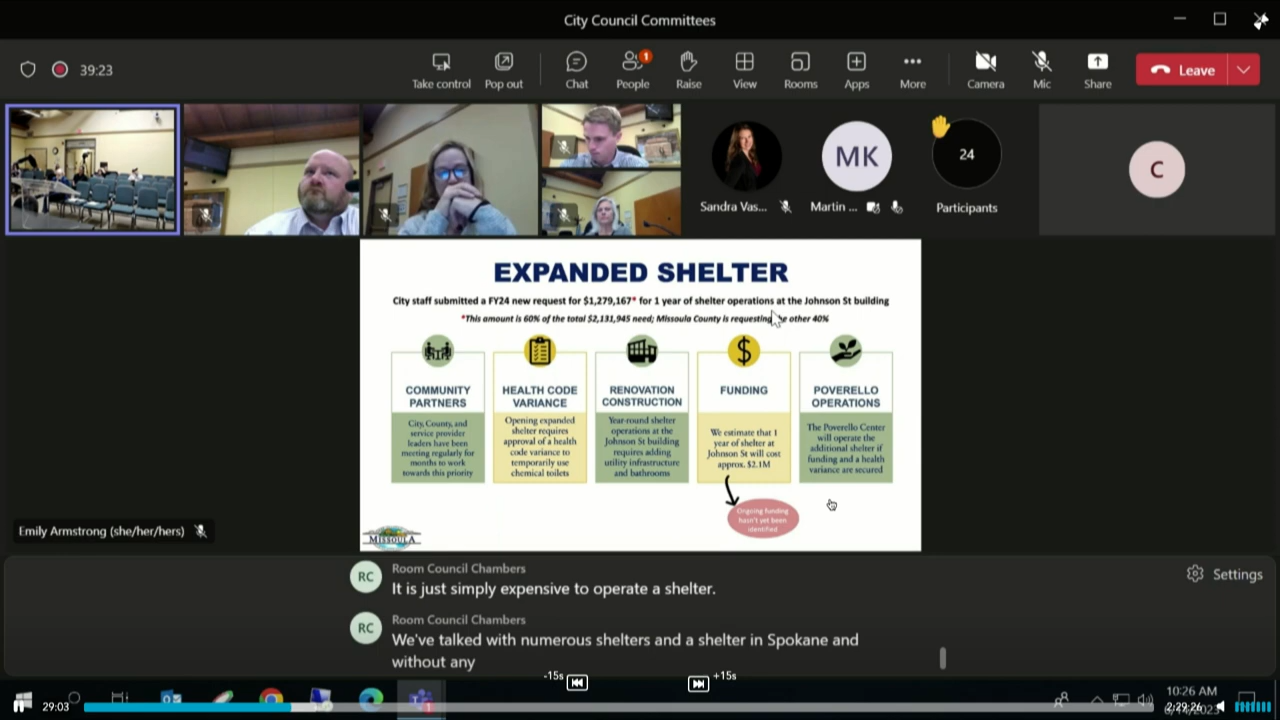 City Council Committees
39:23
Take control
Pop out
Chat
1
People
Raise
View
Rooms
Apps
More
Camera
Mic
Share
Leave
MK
24
C
Sandra Vas...
Martin ...
Participants
EXPANDED SHELTER
City staff submitted a FY24 new request for $1,279,167* for 1 year of shelter operations at the Johnson St building
*This amount is 60% of the total $2,131,945 need; Missoula County is requesting the other 40%
COMMUNITY
PARTNERS
City, County, and
service provider
leaders have been
meeting regularly for
months to work
towards this priority
HEALTH CODE
VARIANCE
Opening expanded
shelter requires
approval of a health
code variance to
temporarily use
chemical toilets
RENOVATION
CONSTRUCTION
Year-round shelter
operations at the
Johnson St building
requires adding
utility infrastructure
and bathrooms
$
FUNDING
We estimate that 1
year of shelter at
Johnson St will cost
approx. $2.1M
Ongoing funding
hasn't yet been
identified
POVERELLO
OPERATIONS
The Poverello Center
will operate the
additional shelter if
funding and a health
variance are secured
MISSOULA
Emily Armstrong (she/her/hers)
RC
Room Council Chambers
It is just simply expensive to operate a shelter.
Settings
RC
Room Council Chambers
We've talked with numerous shelters and a shelter in Spokane and
without any
-15s
+15s
10:26 AM
29:03
2:29:26